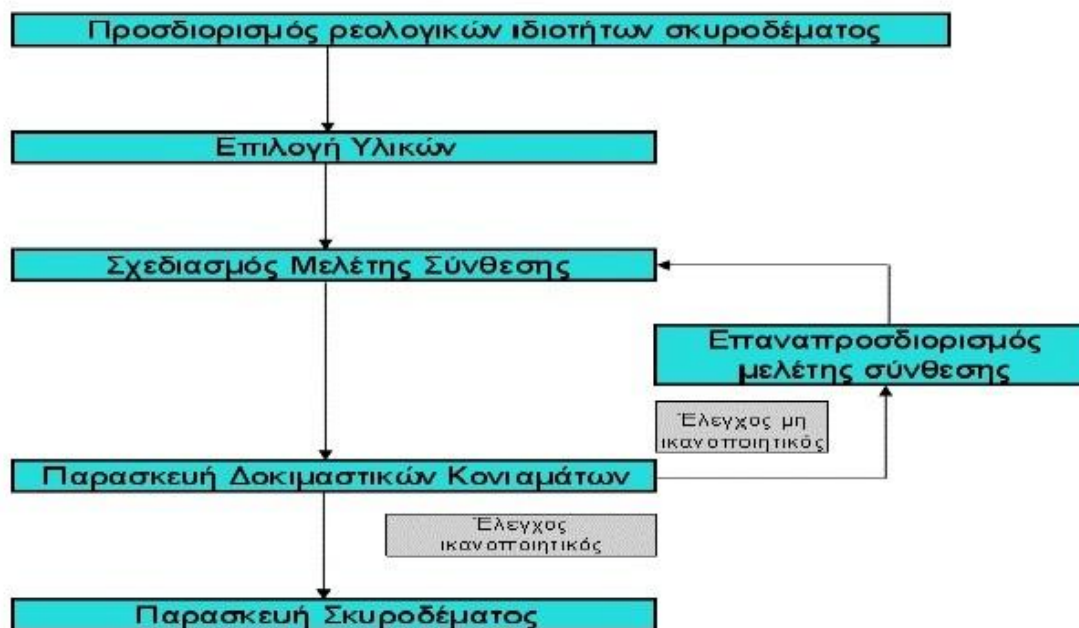 Προσδιορισμός ρεολογικών ιδιοτήτων σκυροδέματος
Επιλογή Υλικών
Σχεδιασμός Μελέτης Σύνθεσης
Επαναπροσδιορισμός
μελέτης σύνθεσης
Έλεγχος μη
ικανοποιητικός
Παρασκευή Δοκιμαστικών Κονιαμάτων
Έλεγχος
ικανοποιητικός
Παρασκευή Σκυροδέματος